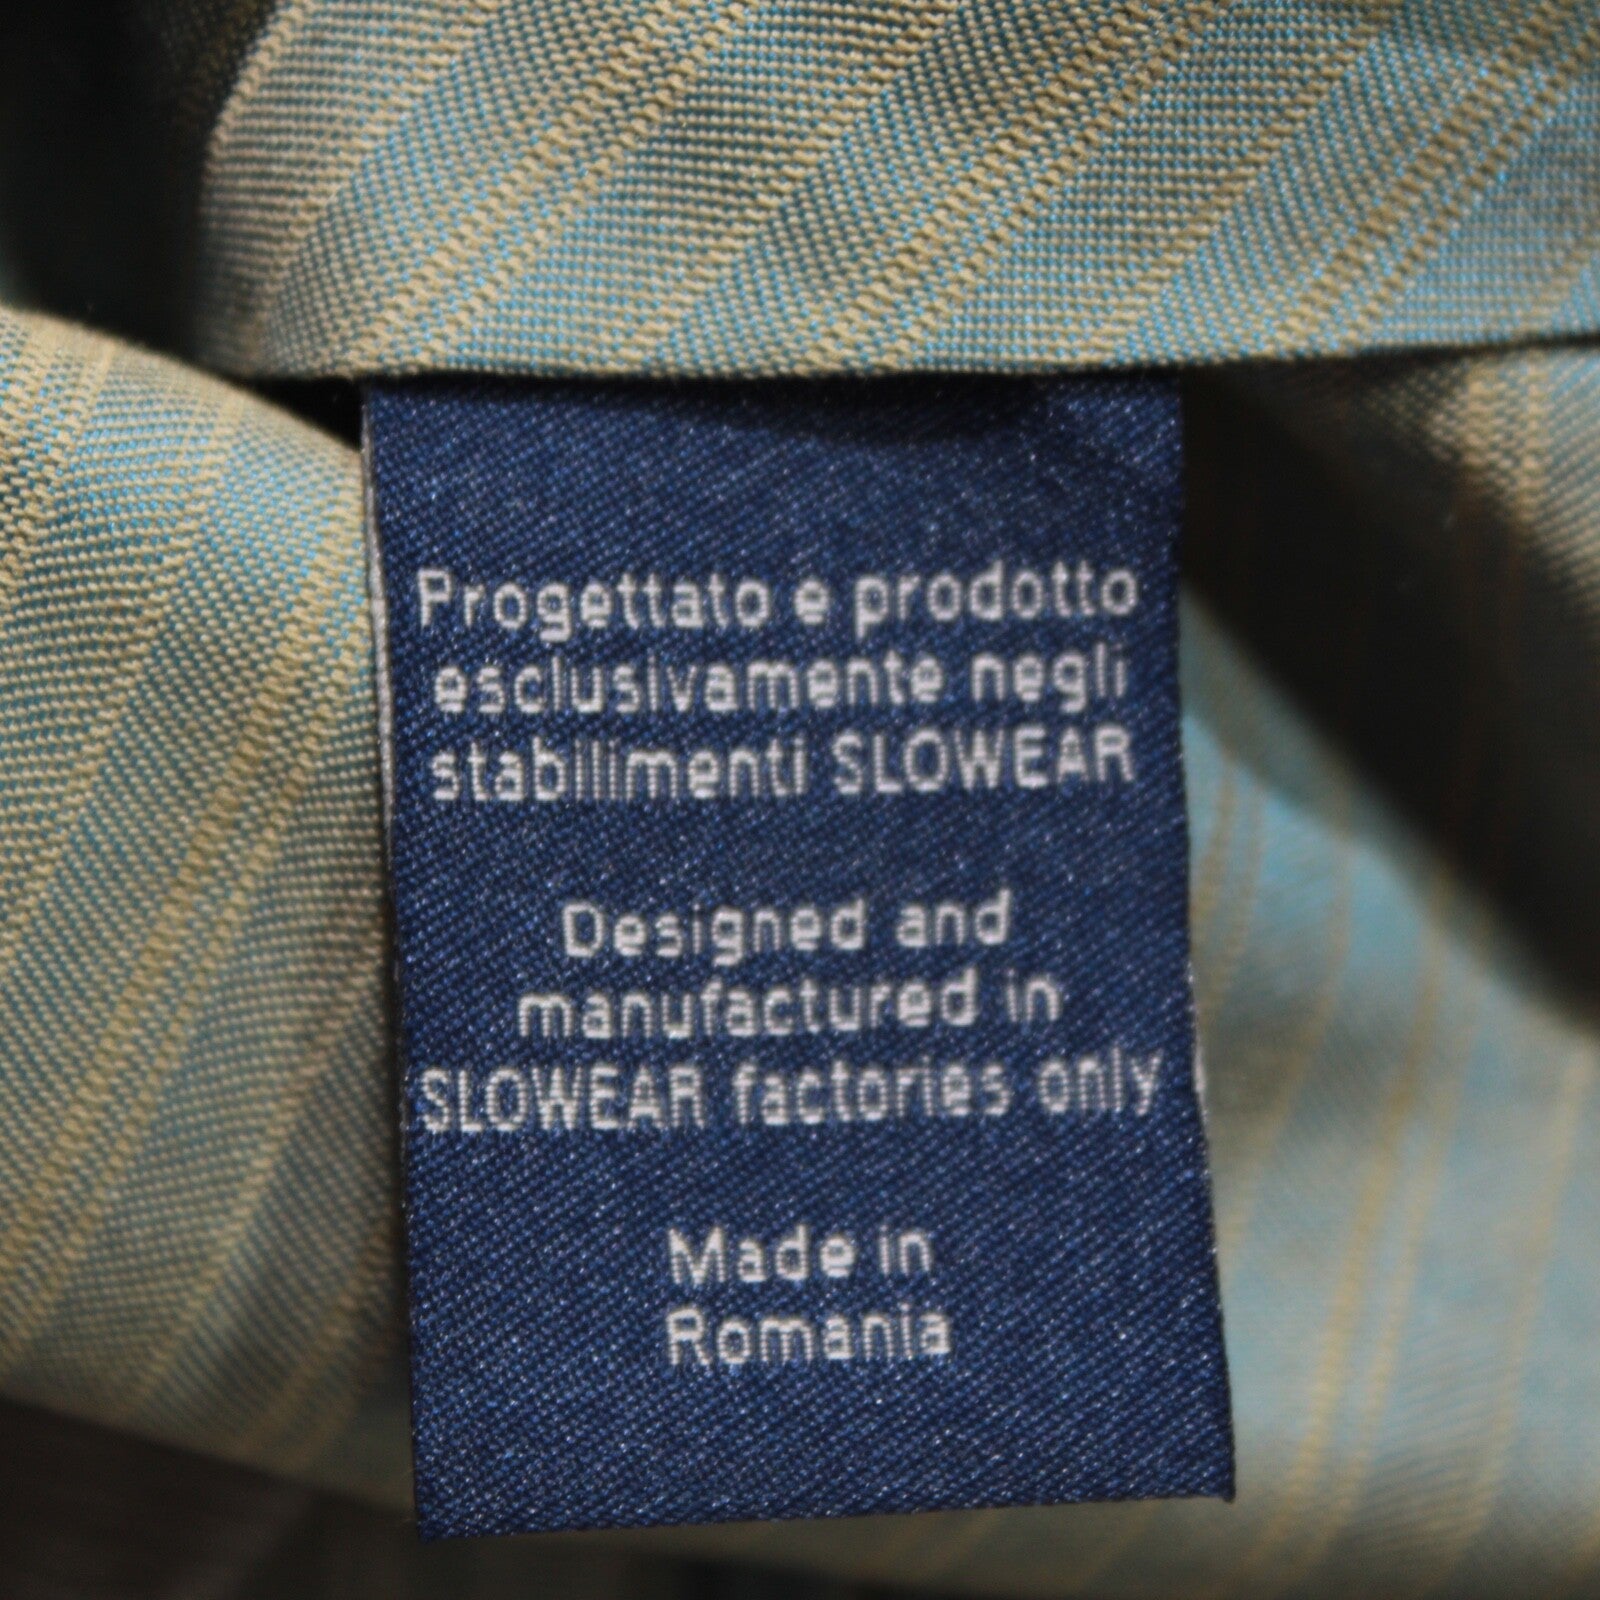 Progettato e prodotto
esclusivamente negli
stabilimenti SLOWEAR
Designed and
manufactured in
SLOWEAR factories only
Made in
Romania